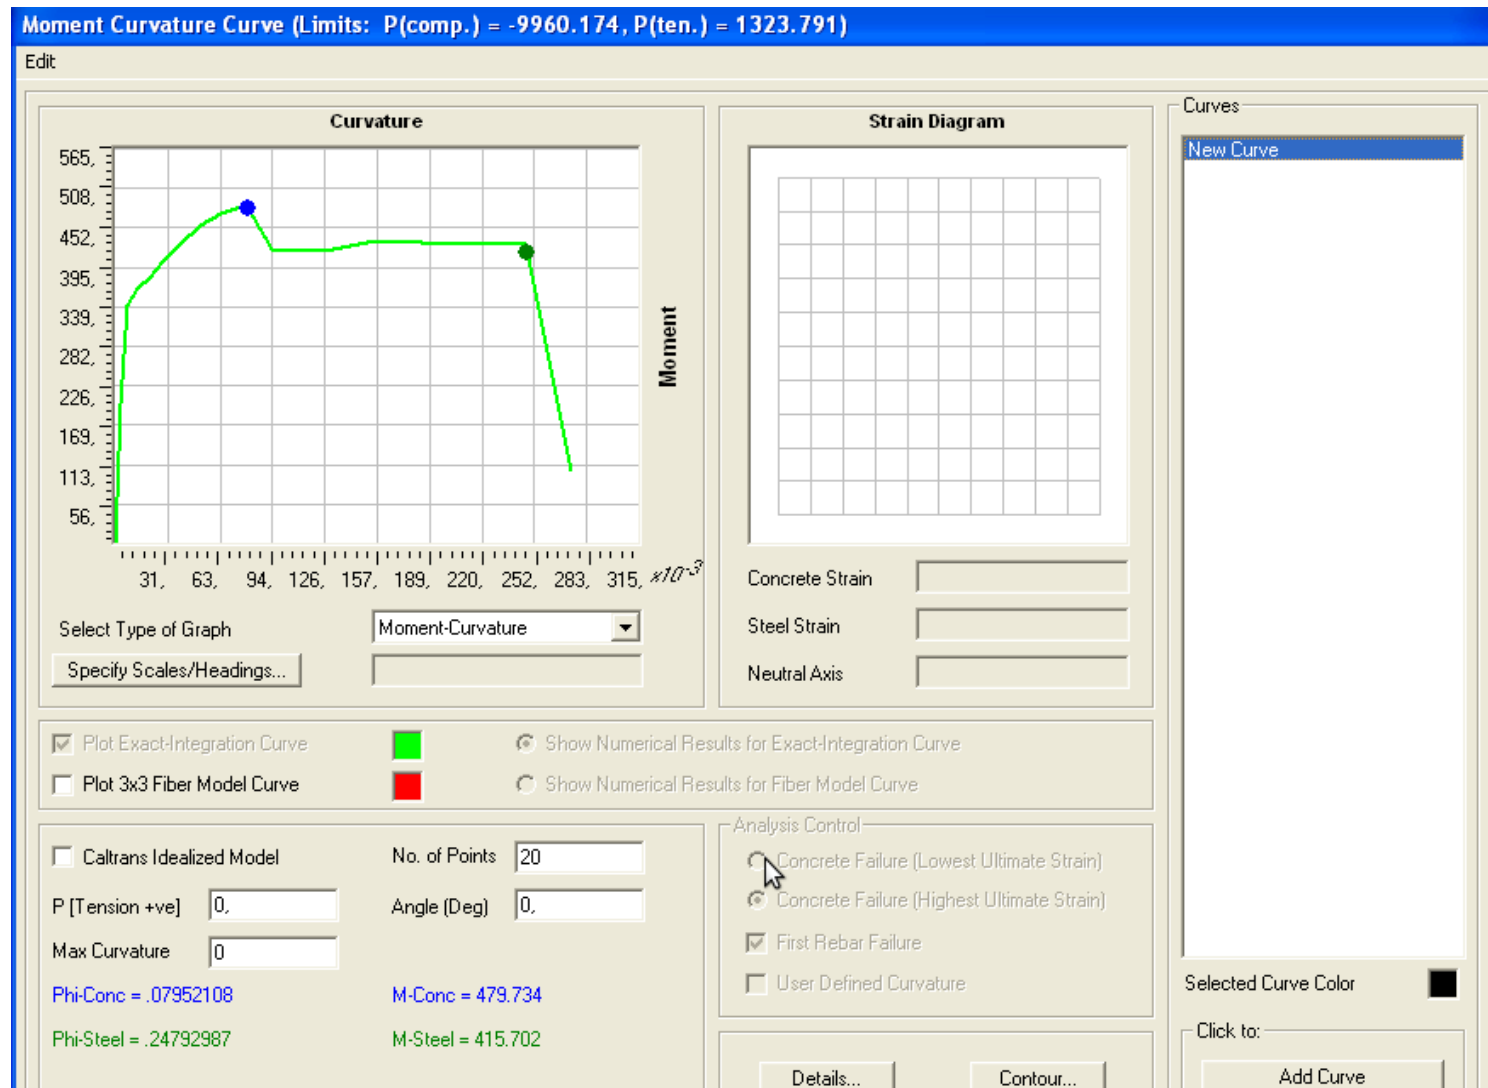 Moment Curvature Curve (Limits:  P(comp.) = -9960.174, P(ten.) = 1323.791)
Edit
Curvature
565,
508,
452,
395,
339,
282,
226,
169,
113,
56,
Moment
31, 63, 94, 126, 157, 189, 220, 252, 283, 315, x10-3
Select Type of Graph Moment-Curvature
Specify Scales/Headings...
Strain Diagram
Concrete Strain
Steel Strain
Neutral Axis
Curves
New Curve
Plot Exact-Integration Curve Show Numerical Results for Exact-Integration Curve
Plot 3x3 Fiber Model Curve Show Numerical Results for Fiber Model Curve
Caltrans Idealized Model No. of Points 20
P [Tension +ve] 0, Angle (Deg) 0,
Max Curvature 0
Phi-Conc = .07952108 M-Conc = 479.734
Phi-Steel = .24792987 M-Steel = 415.702
Analysis Control
Concrete Failure (Lowest Ultimate Strain)
Concrete Failure (Highest Ultimate Strain)
First Rebar Failure
User Defined Curvature
Details... Contour...
Selected Curve Color
Click to:
Add Curve